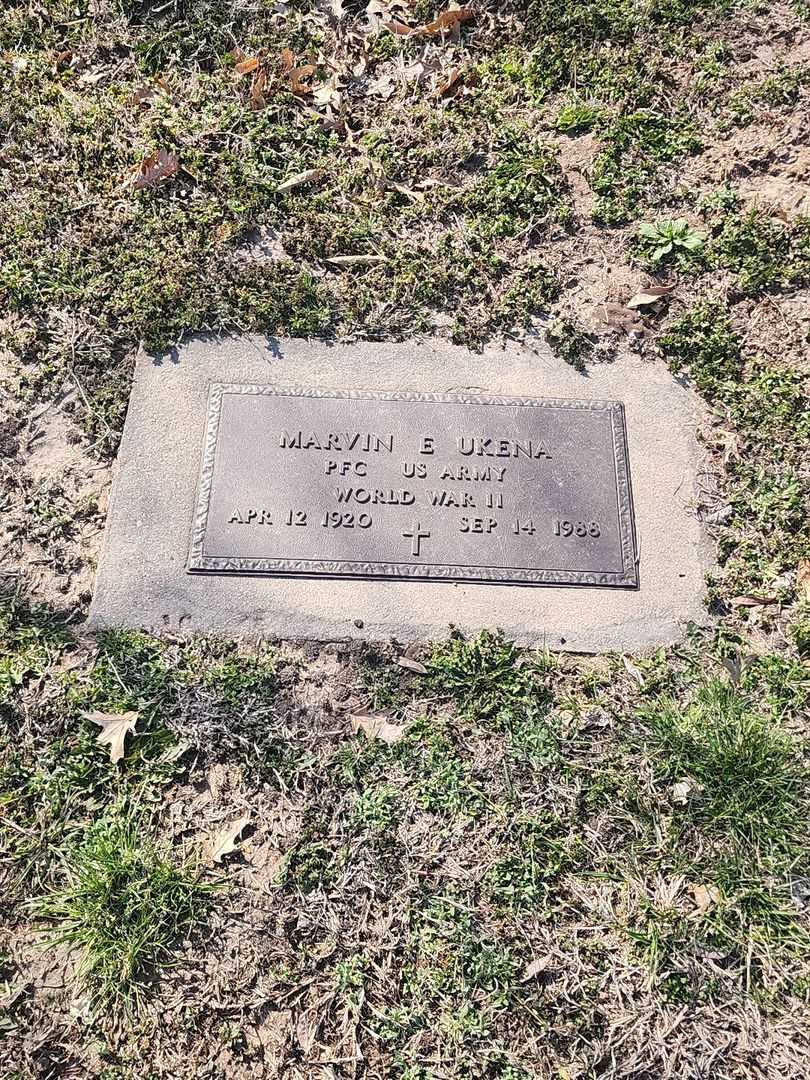 MARVIN E UKENA
PFC US ARMY
WORLD WAR II
APR 12 1920 SEP 14 1988